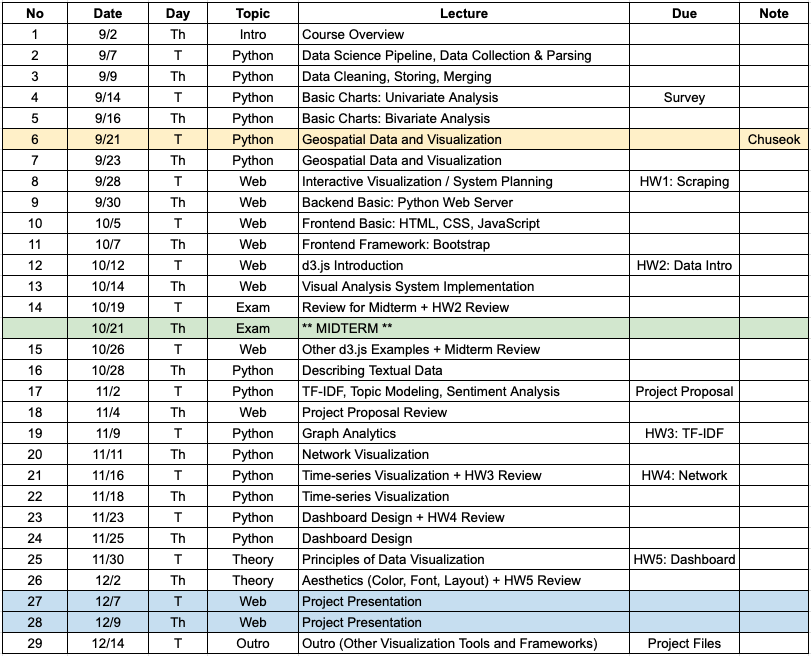 No Date Day Topic Lecture Due Note
1 9/2 Th Intro Course Overview
2 9/7 T Python Data Science Pipeline, Data Collection & Parsing
3 9/9 Th Python Data Cleaning, Storing, Merging
4 9/14 T Python Basic Charts: Univariate Analysis Survey
5 9/16 Th Python Basic Charts: Bivariate Analysis
6 9/21 T Python Geospatial Data and Visualization Chuseok
7 9/23 Th Python Geospatial Data and Visualization
8 9/28 T Web Interactive Visualization / System Planning HW1: Scraping
9 9/30 Th Web Backend Basic: Python Web Server
10 10/5 T Web Frontend Basic: HTML, CSS, JavaScript
11 10/7 Th Web Frontend Framework: Bootstrap
12 10/12 T Web d3.js Introduction HW2: Data Intro
13 10/14 Th Web Visual Analysis System Implementation
14 10/19 T Exam Review for Midterm + HW2 Review
10/21 Th Exam ** MIDTERM **
15 10/26 T Web Other d3.js Examples + Midterm Review
16 10/28 Th Python Describing Textual Data
17 11/2 T Python TF-IDF, Topic Modeling, Sentiment Analysis Project Proposal
18 11/4 Th Web Project Proposal Review
19 11/9 T Python Graph Analytics HW3: TF-IDF
20 11/11 Th Python Network Visualization
21 11/16 T Python Time-series Visualization + HW3 Review HW4: Network
22 11/18 Th Python Time-series Visualization
23 11/23 T Python Dashboard Design + HW4 Review
24 11/25 Th Python Dashboard Design
25 11/30 T Theory Principles of Data Visualization HW5: Dashboard
26 12/2 Th Theory Aesthetics (Color, Font, Layout) + HW5 Review
27 12/7 T Web Project Presentation
28 12/9 Th Web Project Presentation
29 12/14 T Outro Outro (Other Visualization Tools and Frameworks) Project Files